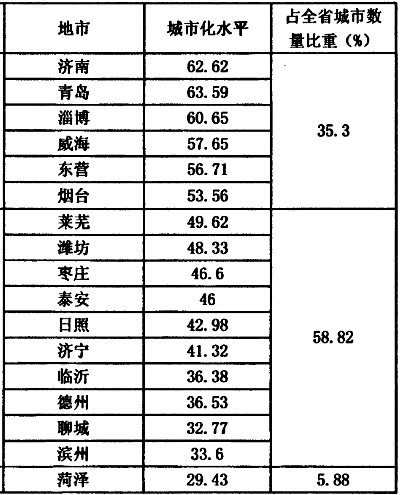 地市 城市化水平 占全省城市数
量比重（%）
济南 62.62
青岛 63.59
淄博 60.65
威海 57.65 35.3
东营 56.71
烟台 53.56
莱芜 49.62
潍坊 48.33
枣庄 46.6
泰安 46
日照 42.98
济宁 41.32 58.82
临沂 36.38
德州 36.53
聊城 32.77
滨州 33.6
菏泽 29.43 5.88